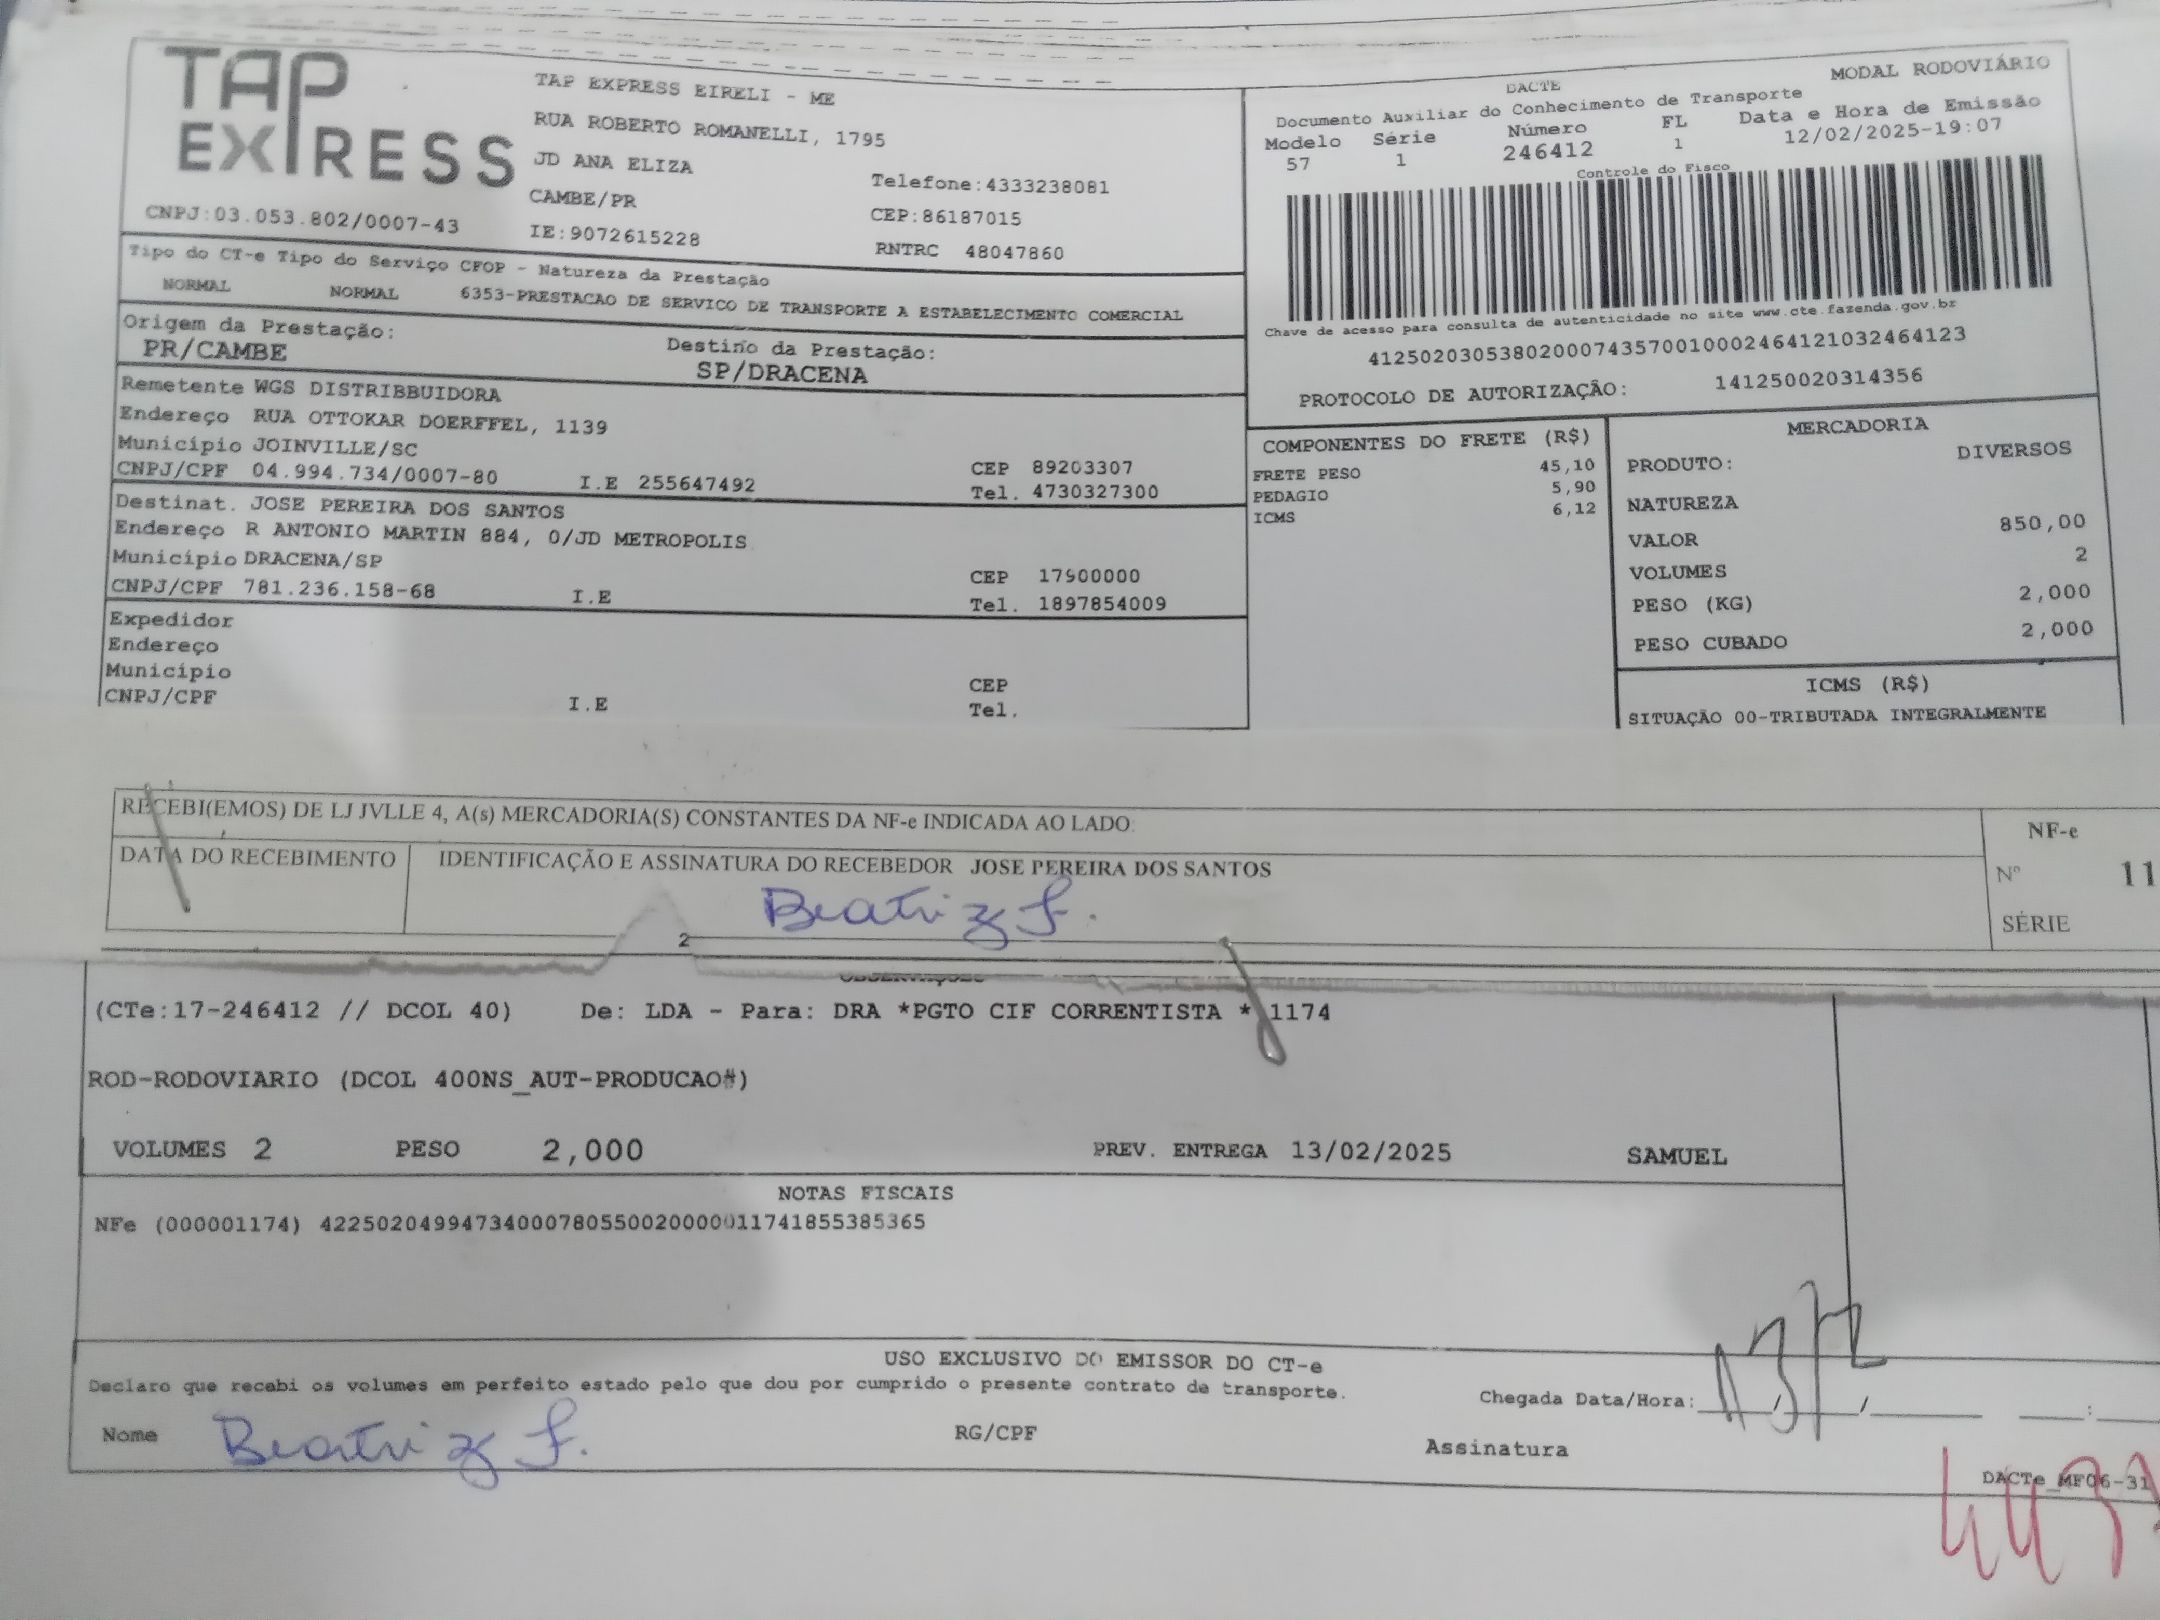 TAP EXPRESS
TAP EXPRESS EIRELI - ME
RUA ROBERTO ROMANELLI, 1795
JD ANA ELIZA
CAMBE/PR
Telefone:4333238081
CEP:86187015
CNPJ:03.053.802/0007-43
IE:9072615228
RNTRC 48047860
MODAL RODOVIÁRIO
DACTE
Documento Auxiliar do Conhecimento de Transporte
Modelo Série Número FL Data e Hora de Emissão
57 1 246412 1 12/02/2025-19:07
Controle do Fisco
Chave de acesso para consulta de autenticidade no site www.cte.fazenda.gov.br
41250203053802000743570010002464121032464123
PROTOCOLO DE AUTORIZAÇÃO: 141250020314356
Tipo do CT-e Tipo do Serviço CFOP - Natureza da Prestação
NORMAL NORMAL 6353-PRESTACAO DE SERVICO DE TRANSPORTE A ESTABELECIMENTO COMERCIAL
Origem da Prestação: Destino da Prestação:
PR/CAMBE SP/DRACENA
Remetente WGS DISTRIBBUIDORA
Endereço RUA OTTOKAR DOERFFEL, 1139
Município JOINVILLE/SC CEP 89203307
CNPJ/CPF 04.994.734/0007-80 I.E 255647492 Tel. 4730327300
Destinat. JOSE PEREIRA DOS SANTOS
Endereço R ANTONIO MARTIN 884, 0/JD METROPOLIS
Município DRACENA/SP CEP 17900000
CNPJ/CPF 781.236.158-68 I.E Tel. 1897854009
Expedidor
Endereço
Município CEP
CNPJ/CPF I.E Tel.
COMPONENTES DO FRETE (R$)
FRETE PESO 45,10
PEDAGIO 5,90
ICMS 6,12
MERCADORIA
PRODUTO: DIVERSOS
NATUREZA
VALOR 850,00
VOLUMES 2
PESO (KG) 2,000
PESO CUBADO 2,000
ICMS (R$)
SITUAÇÃO 00-TRIBUTADA INTEGRALMENTE
RECEBI(EMOS) DE LJ JVLLE 4, A(s) MERCADORIA(S) CONSTANTES DA NF-e INDICADA AO LADO.
DATA DO RECEBIMENTO IDENTIFICAÇÃO E ASSINATURA DO RECEBEDOR JOSE PEREIRA DOS SANTOS
Beatriz F.
NF-e
Nº 11
SÉRIE
2
OBSERVAÇÕES
(CTe:17-246412 // DCOL 40) De: LDA - Para: DRA *PGTO CIF CORRENTISTA * 1174
ROD-RODOVIARIO (DCOL 400NS_AUT-PRODUCAO#)
VOLUMES 2 PESO 2,000 PREV. ENTREGA 13/02/2025 SAMUEL
NOTAS FISCAIS
NFe (000001174) 42250204994734000780550020000011741855385365
USO EXCLUSIVO DO EMISSOR DO CT-e
Declaro que recebi os volumes em perfeito estado pelo que dou por cumprido o presente contrato de transporte.
Chegada Data/Hora: 13/2
Nome Beatriz F. RG/CPF Assinatura
DACTe_MF06-31